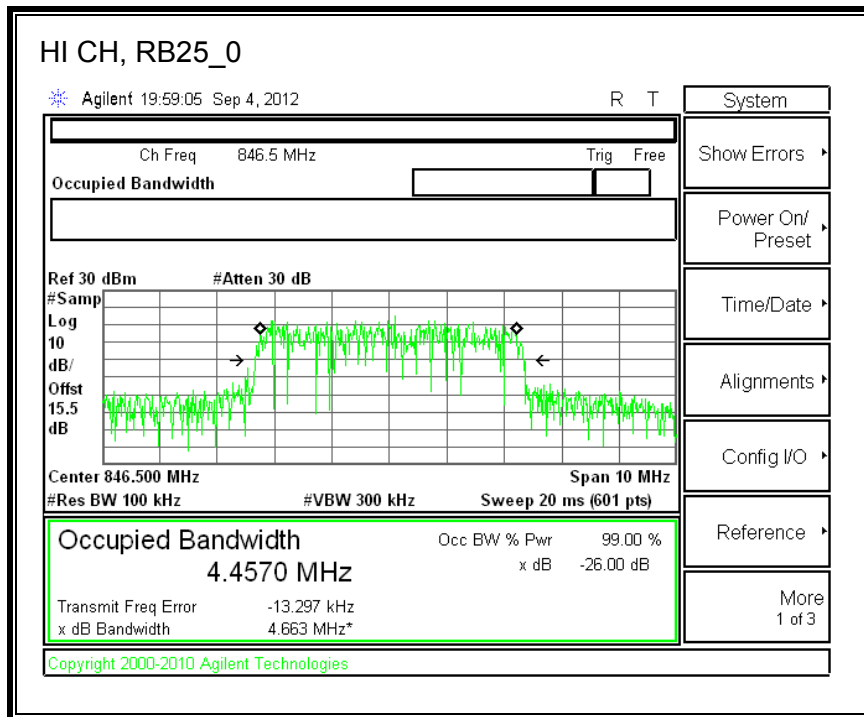 HI CH, RB25_0
Agilent 19:59:05 Sep 4, 2012 R T
System
Ch Freq 846.5 MHz Trig Free
Occupied Bandwidth
Show Errors
Power On/
Preset
Time/Date
Alignments
Config I/O
Reference
More
1 of 3
Ref 30 dBm #Atten 30 dB
#Samp
Log
10
dB/
Offst
15.5
dB
Center 846.500 MHz Span 10 MHz
#Res BW 100 kHz #VBW 300 kHz Sweep 20 ms (601 pts)
Occupied Bandwidth Occ BW % Pwr 99.00 %
4.4570 MHz x dB -26.00 dB
Transmit Freq Error -13.297 kHz
x dB Bandwidth 4.663 MHz*
Copyright 2000-2010 Agilent Technologies